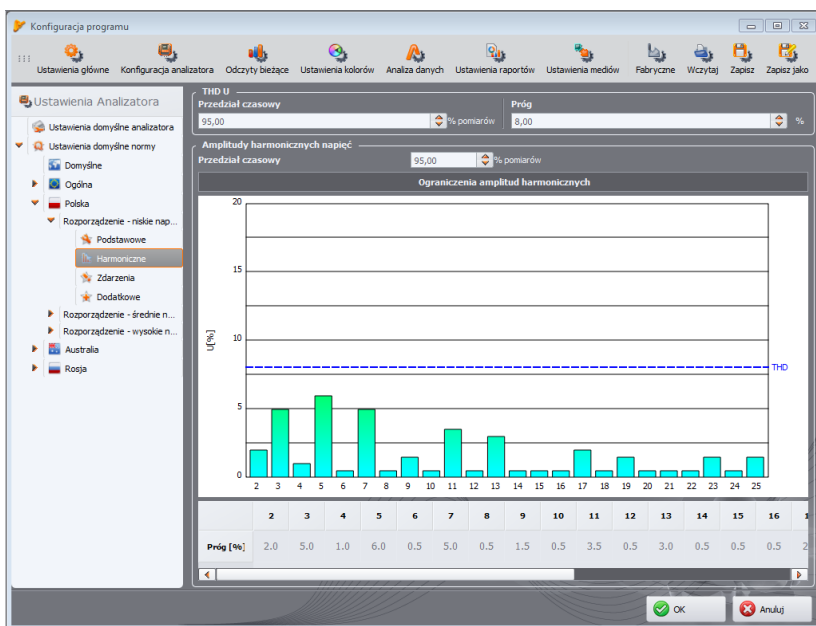 Konfiguracja programu
Ustawienia główne Konfiguracja analizatora Odczyty bieżące Ustawienia kolorów Analiza danych Ustawienia raportów Ustawienia mediów Fabryczne Wczytaj Zapisz Zapisz jako
Ustawienia Analizatora
Ustawienia domyślne analizatora
Ustawienia domyślne normy
Domyślne
Ogólna
Polska
Rozporządzenie - niskie nap...
Podstawowe
Harmoniczne
Zdarzenia
Dodatkowe
Rozporządzenie - średnie n...
Rozporządzenie - wysokie n...
Australia
Rosja
THD U
Przedział czasowy Próg
95,00 % pomiarów 8,00 %
Amplitudy harmonicznych napięć
Przedział czasowy 95,00 % pomiarów
Ograniczenia amplitud harmonicznych
20
15
10
5
0
U[%]
THD
2 3 4 5 6 7 8 9 10 11 12 13 14 15 16 17 18 19 20 21 22 23 24 25
2 3 4 5 6 7 8 9 10 11 12 13 14 15 16 1
Próg [%] 2.0 5.0 1.0 6.0 0.5 5.0 0.5 1.5 0.5 3.5 0.5 3.0 0.5 0.5 0.5 2
OK Anuluj